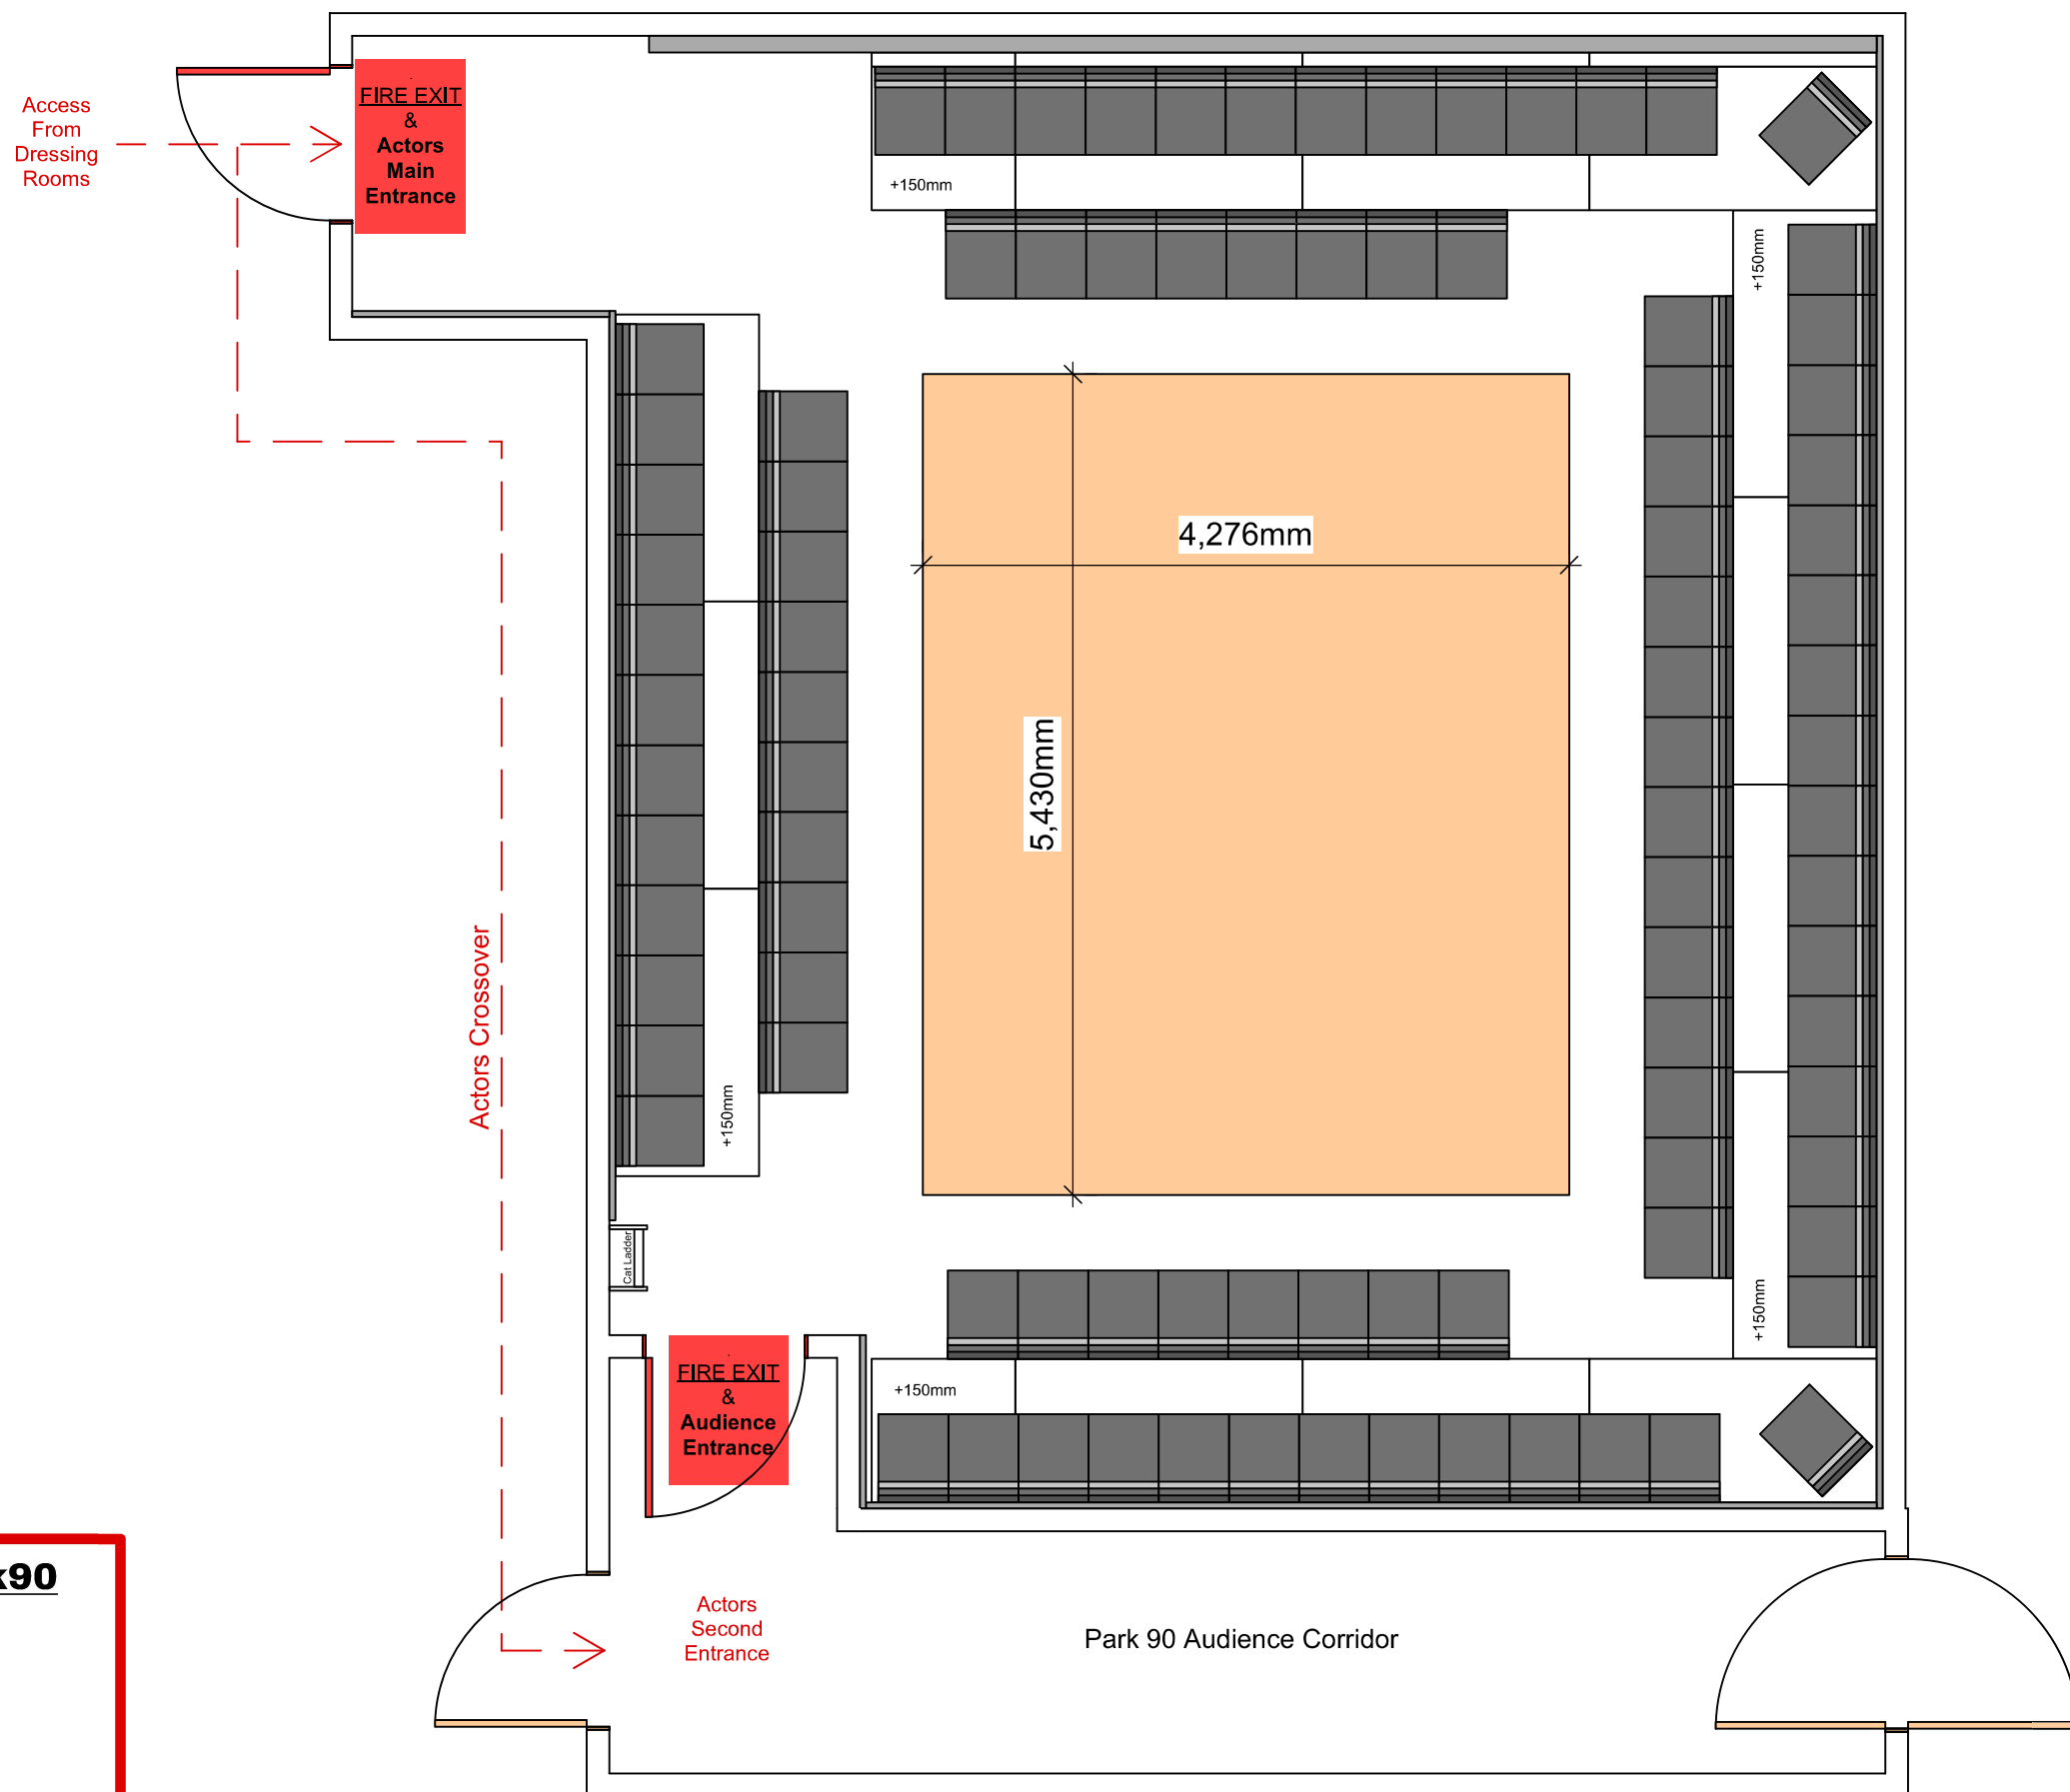 Access
From
Dressing
Rooms
FIRE EXIT
&
Actors
Main
Entrance
+150mm
+150mm
4,276mm
5,430mm
Actors Crossover
+150mm
Cat Ladder
+150mm
FIRE EXIT
&
Audience
Entrance
+150mm
k90
Actors
Second
Entrance
Park 90 Audience Corridor